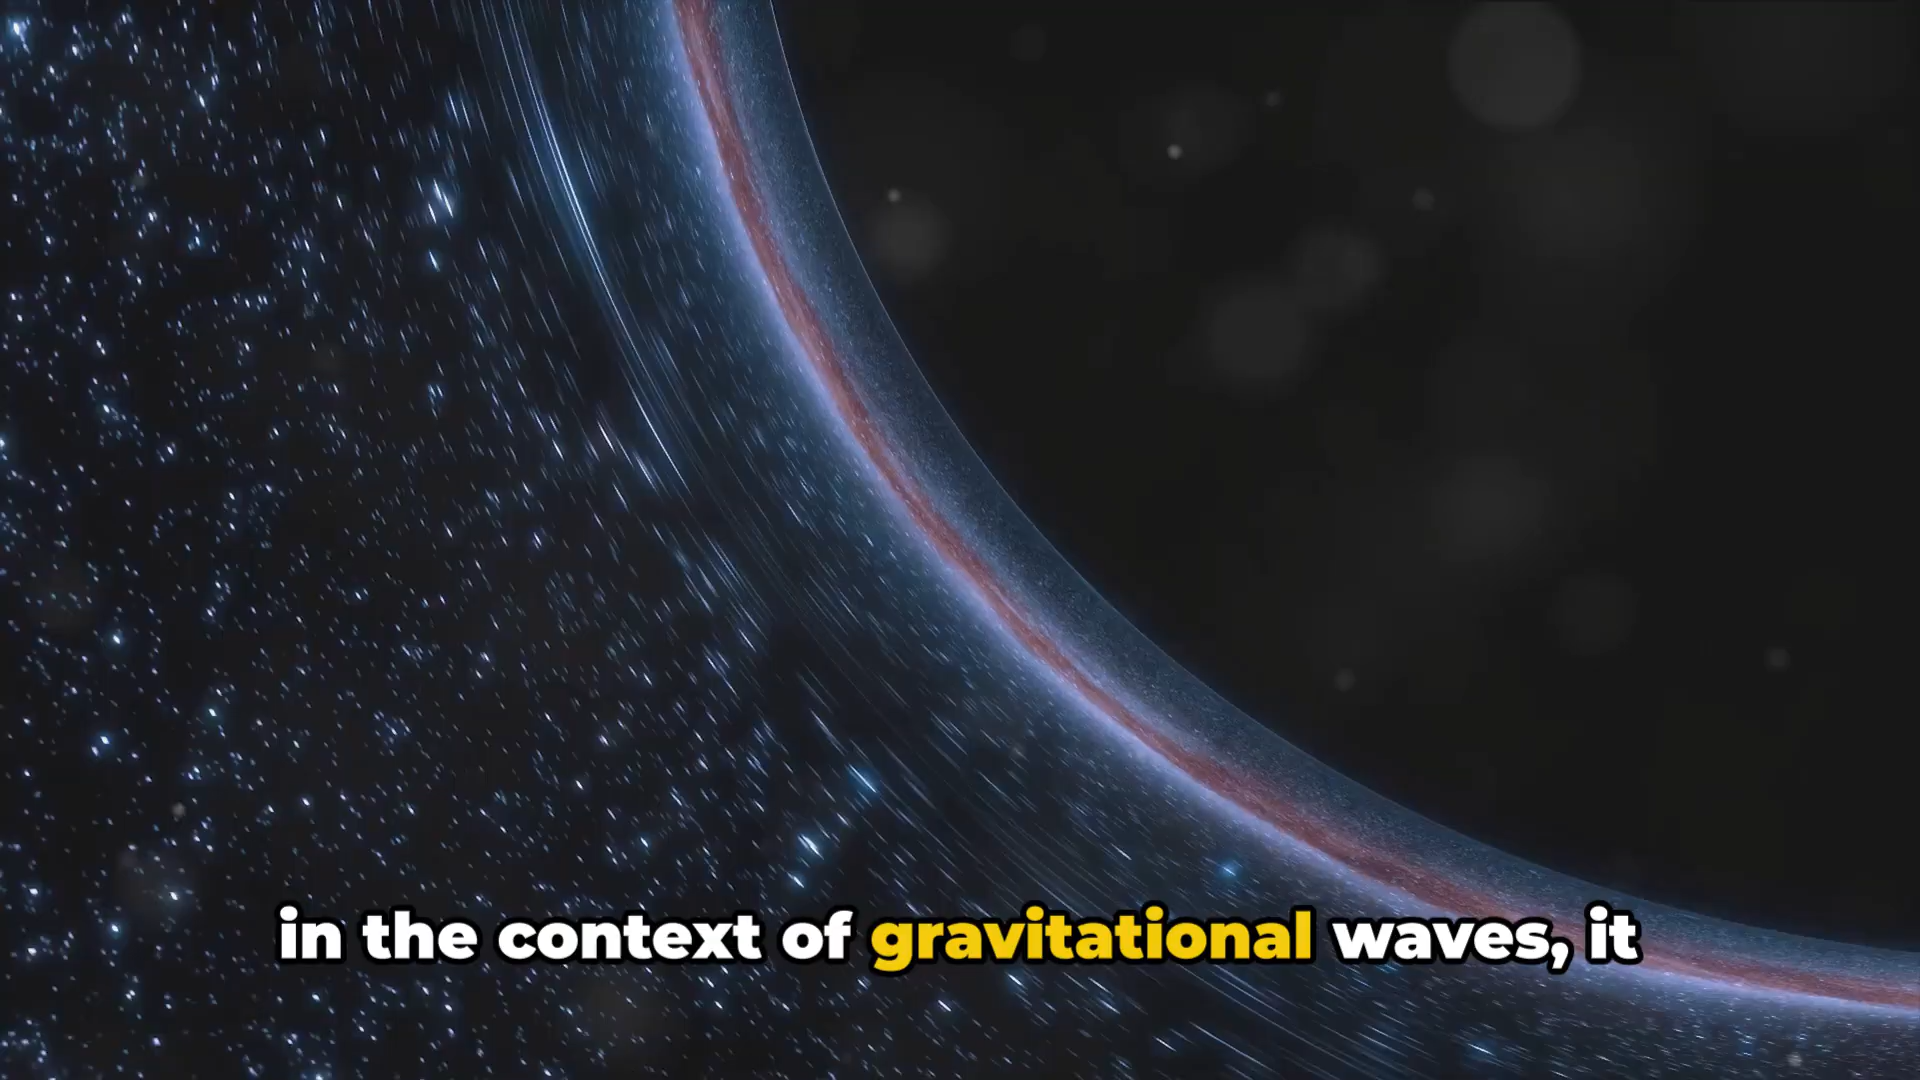 in the context of gravitational waves, it